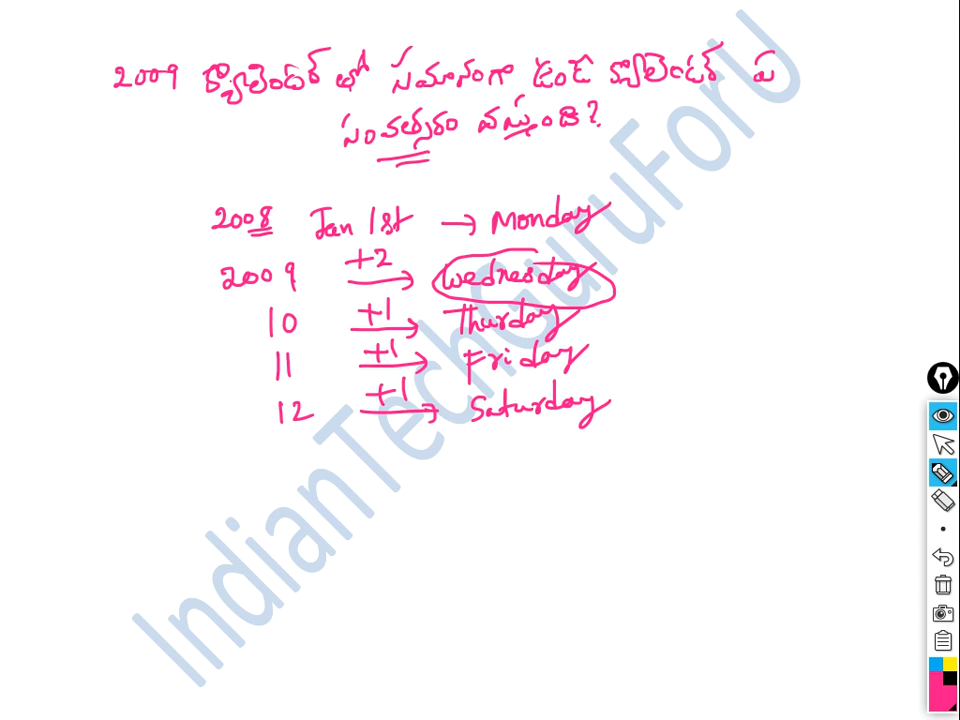 2009 క్యాలెండర్ తో సమానంగా ఉండే క్యాలెండర్ ఏ
సంవత్సరం వస్తుంది?
2008 Jan 1st → Monday
2009 +2 → Wednesday
10 +1 → Thurday
11 +1 → Friday
12 +1 → Saturday
IndianTechGuruForU